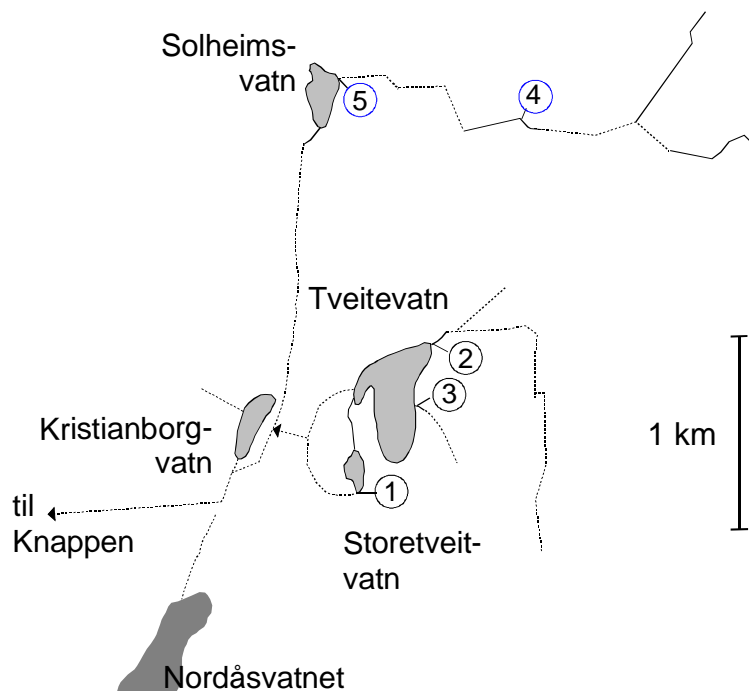 Solheims-
vatn
5
4
Tveitevatn
2
3
Kristianborg-
vatn
1 km
1
til
Knappen
Storetveit-
vatn
Nordåsvatnet